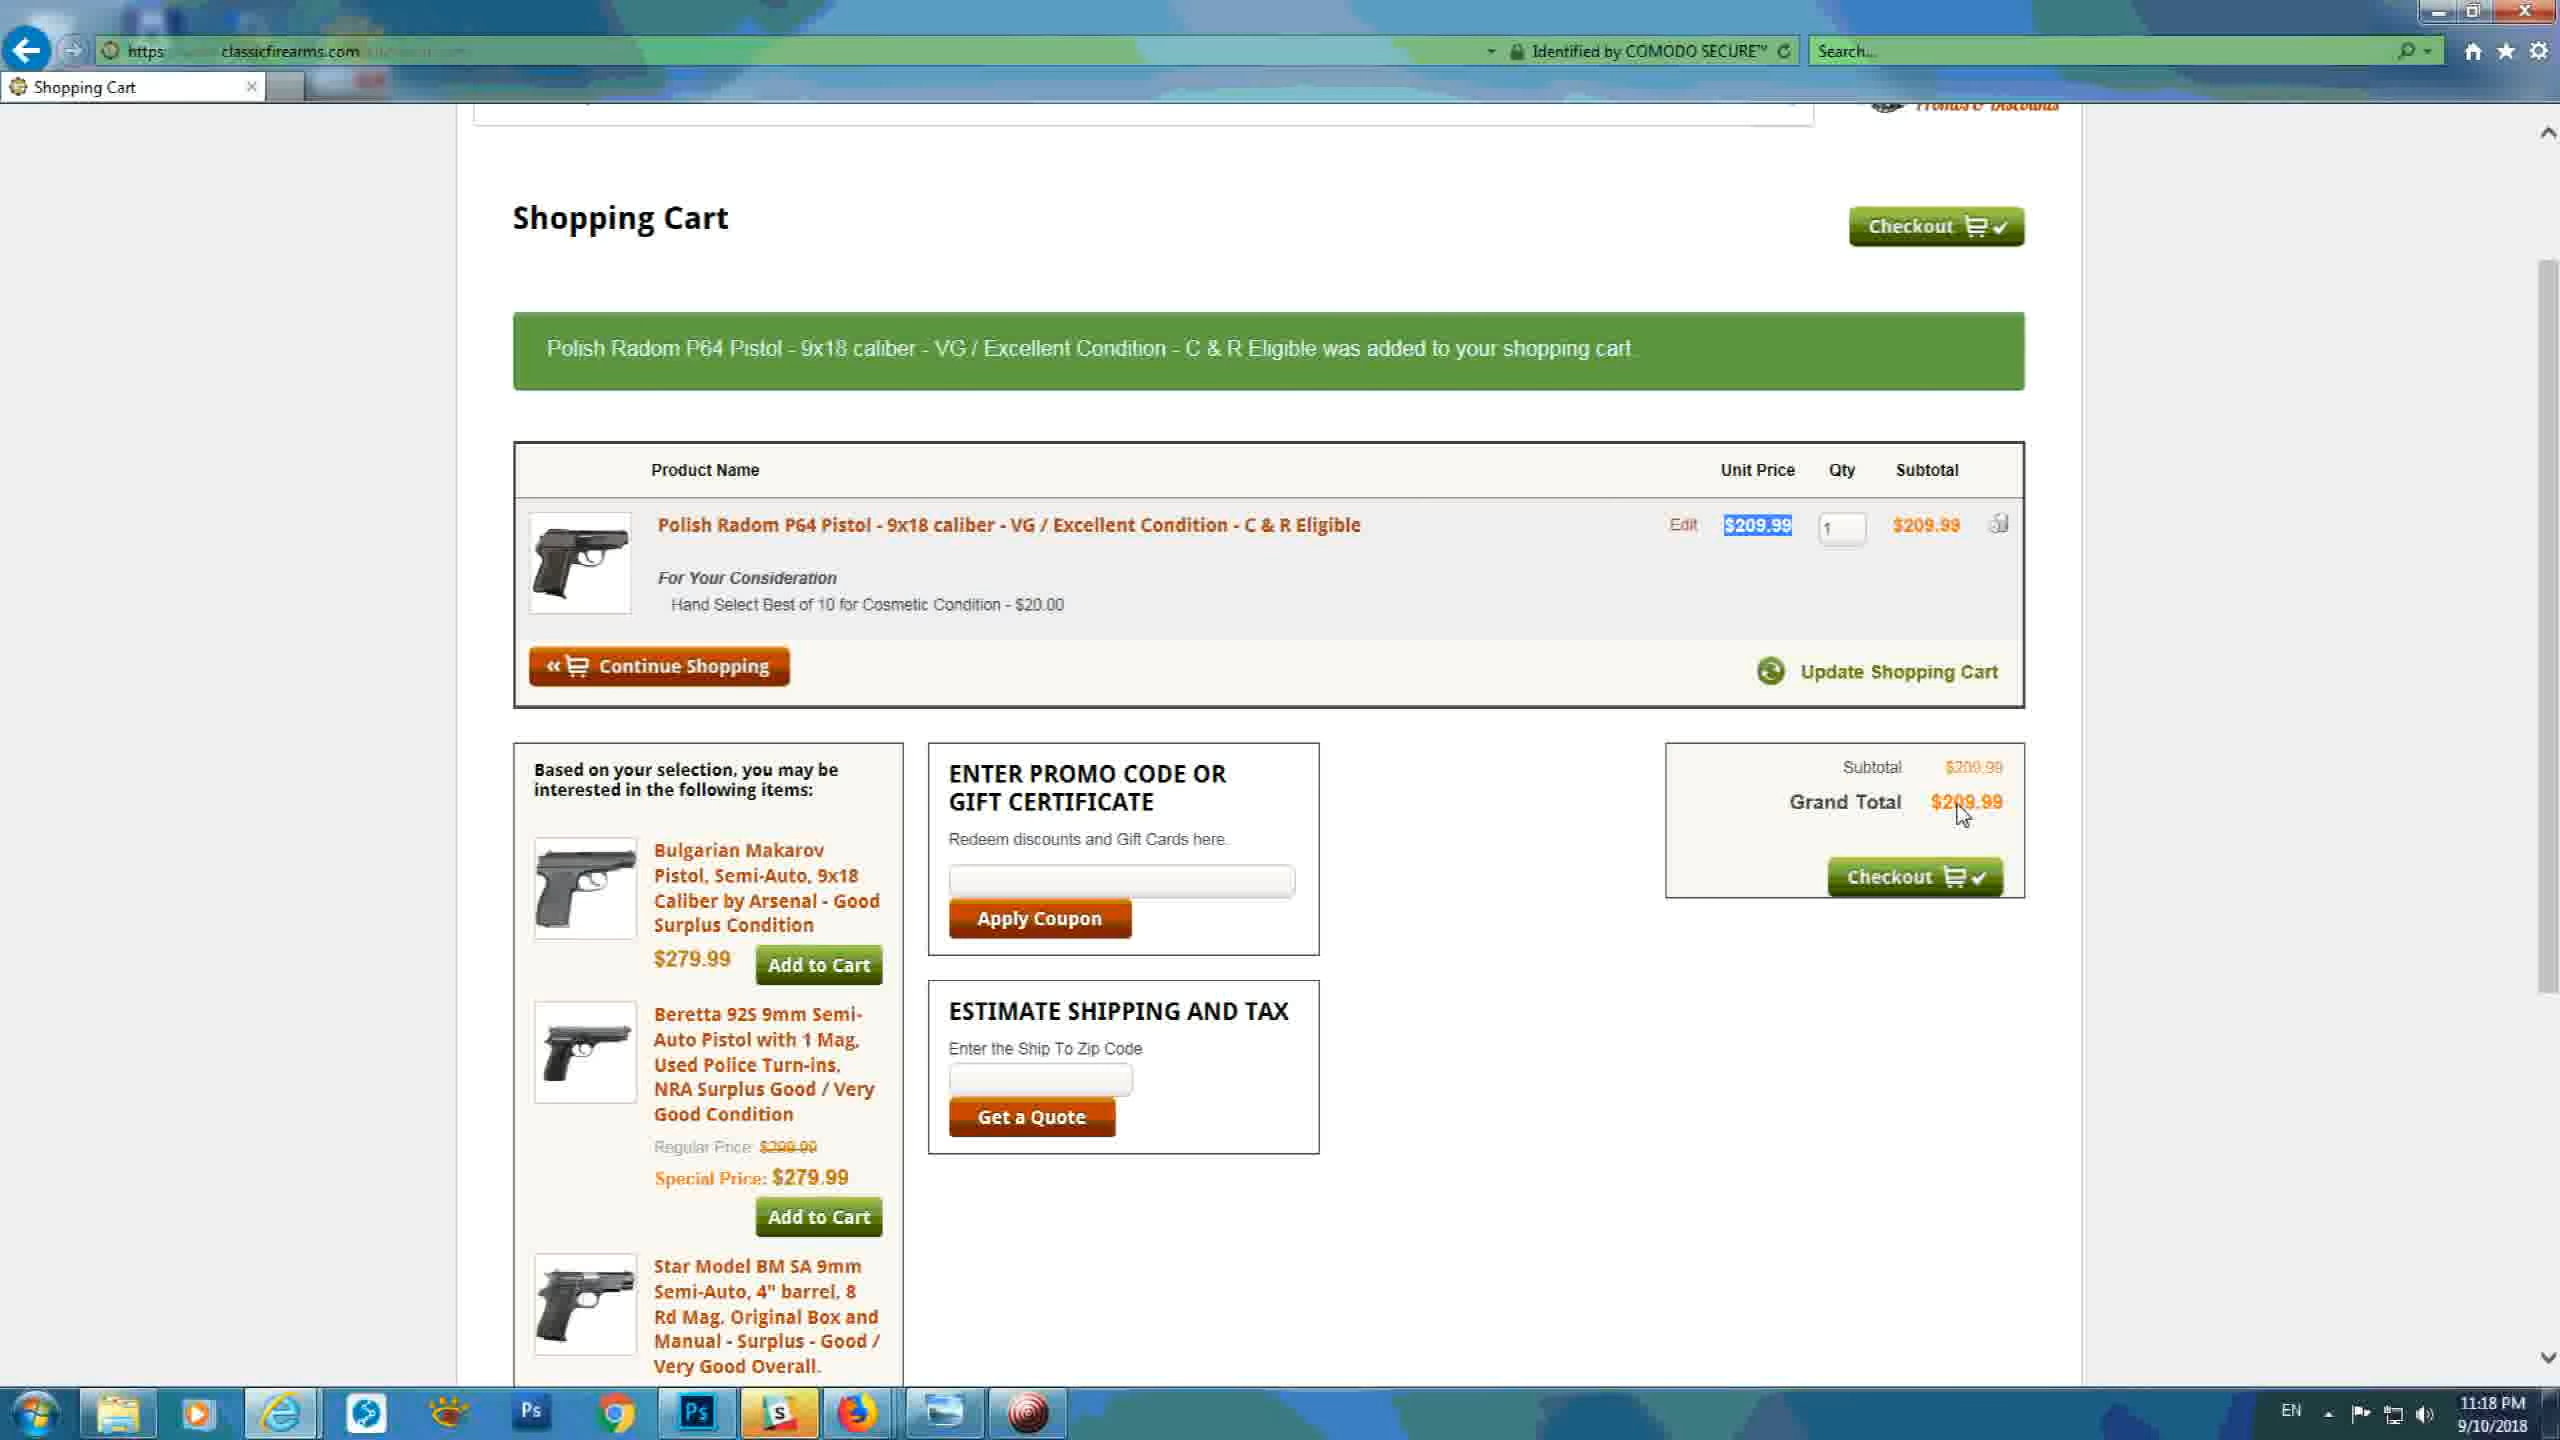 https://www.classicfirearms.com
Identified by COMODO SECURE™
Search...
Shopping Cart
Promos & Discounts
Shopping Cart
Checkout
Polish Radom P64 Pistol - 9x18 caliber - VG / Excellent Condition - C & R Eligible was added to your shopping cart.
Product Name Unit Price Qty Subtotal
Polish Radom P64 Pistol - 9x18 caliber - VG / Excellent Condition - C & R Eligible Edit $209.99 1 $209.99
For Your Consideration
Hand Select Best of 10 for Cosmetic Condition - $20.00
« Continue Shopping
Update Shopping Cart
Based on your selection, you may be
interested in the following items:
Bulgarian Makarov
Pistol, Semi-Auto, 9x18
Caliber by Arsenal - Good
Surplus Condition
$279.99 Add to Cart
Beretta 92S 9mm Semi-
Auto Pistol with 1 Mag,
Used Police Turn-ins,
NRA Surplus Good / Very
Good Condition
Regular Price: $299.99
Special Price: $279.99
Add to Cart
Star Model BM SA 9mm
Semi-Auto, 4" barrel, 8
Rd Mag, Original Box and
Manual - Surplus - Good /
Very Good Overall.
ENTER PROMO CODE OR
GIFT CERTIFICATE
Redeem discounts and Gift Cards here.
Apply Coupon
ESTIMATE SHIPPING AND TAX
Enter the Ship To Zip Code
Get a Quote
Subtotal $209.99
Grand Total $209.99
Checkout
Ps
Ps
S
EN
11:18 PM
9/10/2018